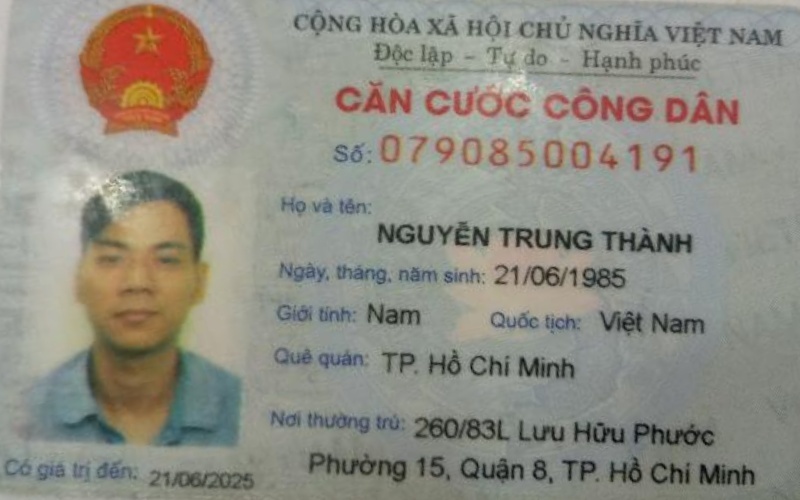 CỘNG HÒA XÃ HỘI CHỦ NGHĨA VIỆT NAM
Độc lập - Tự do - Hạnh phúc
CĂN CƯỚC CÔNG DÂN
Số: 079085004191
Họ và tên:
NGUYỄN TRUNG THÀNH
Ngày, tháng, năm sinh: 21/06/1985
Giới tính: Nam Quốc tịch: Việt Nam
Quê quán: TP. Hồ Chí Minh
Nơi thường trú: 260/83L Lưu Hữu Phước
Phường 15, Quận 8, TP. Hồ Chí Minh
Có giá trị đến: 21/06/2025